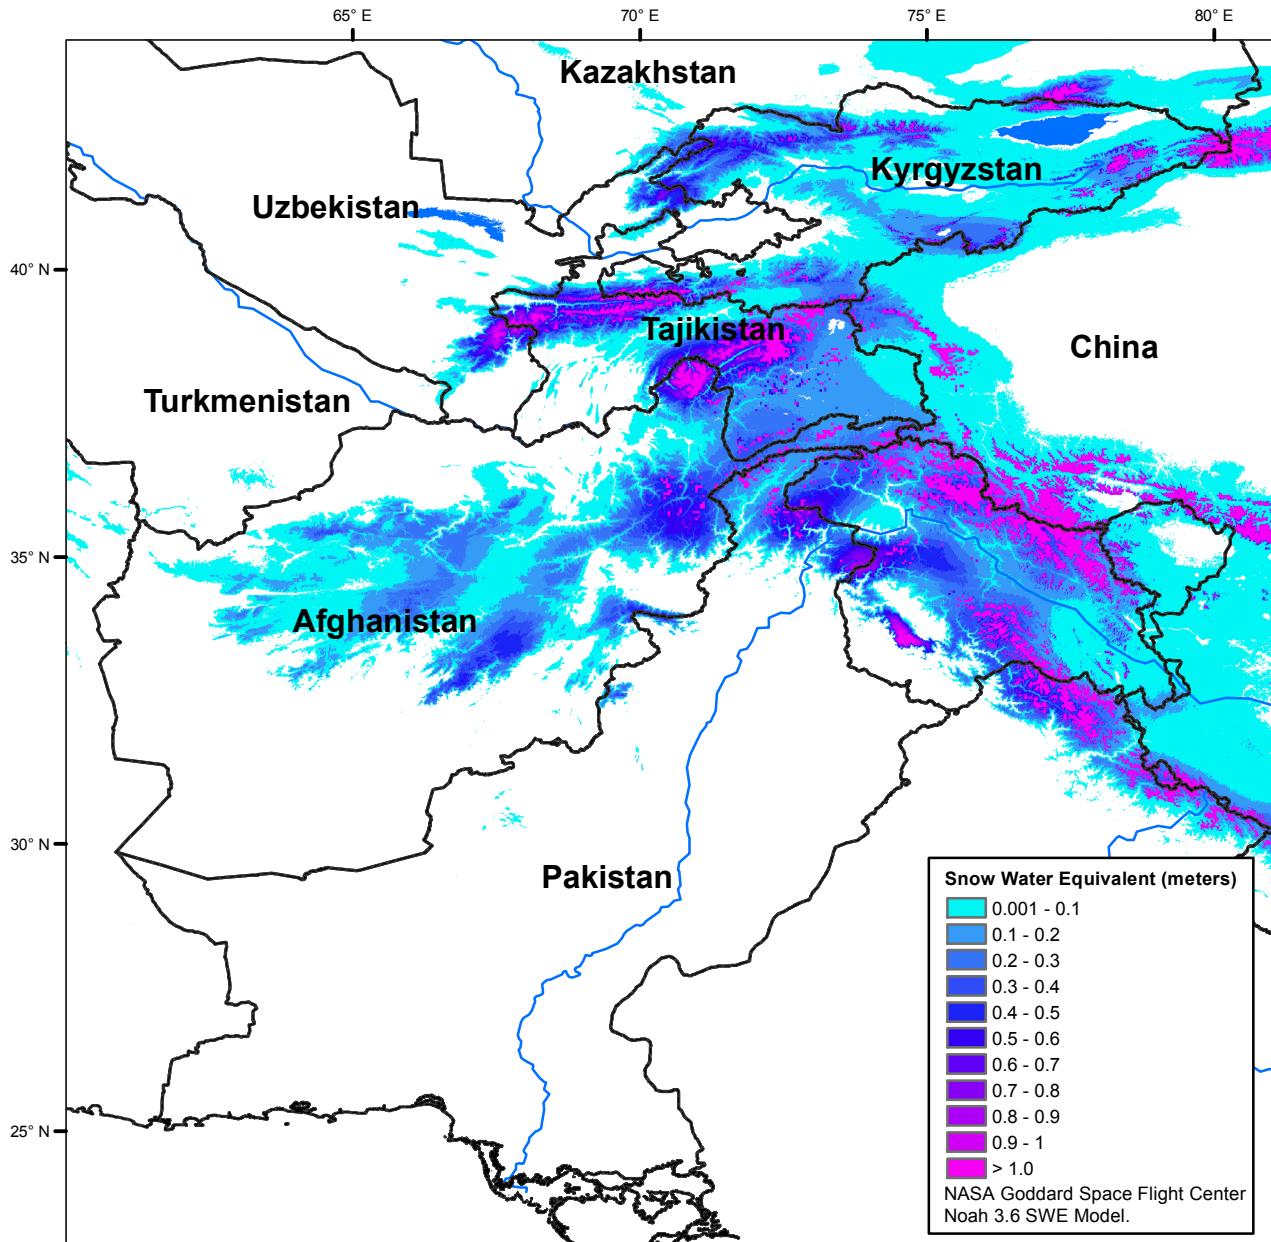 65° E
70° E
75° E
80° E
Kazakhstan
Kyrgyzstan
Uzbekistan
40° N
Tajikistan
China
Turkmenistan
35° N
Afghanistan
30° N
Pakistan
25° N
Snow Water Equivalent (meters)
0.001 - 0.1
0.1 - 0.2
0.2 - 0.3
0.3 - 0.4
0.4 - 0.5
0.5 - 0.6
0.6 - 0.7
0.7 - 0.8
0.8 - 0.9
0.9 - 1
> 1.0
NASA Goddard Space Flight Center
Noah 3.6 SWE Model.